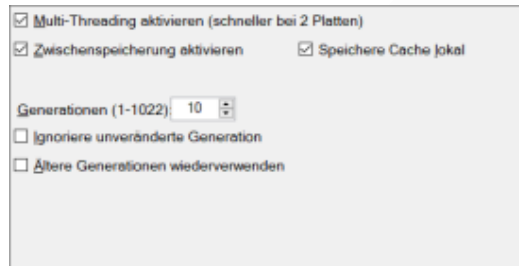 Multi-Threading aktivieren (schneller bei 2 Platten)
Zwischenspeicherung aktivieren Speichere Cache lokal
Generationen (1-1022): 10
Ignoriere unveränderte Generation
Ältere Generationen wiederverwenden